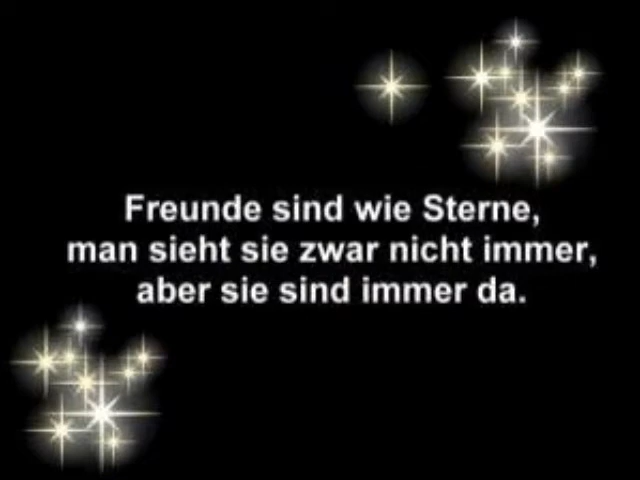 Freunde sind wie Sterne,
man sieht sie zwar nicht immer,
aber sie sind immer da.